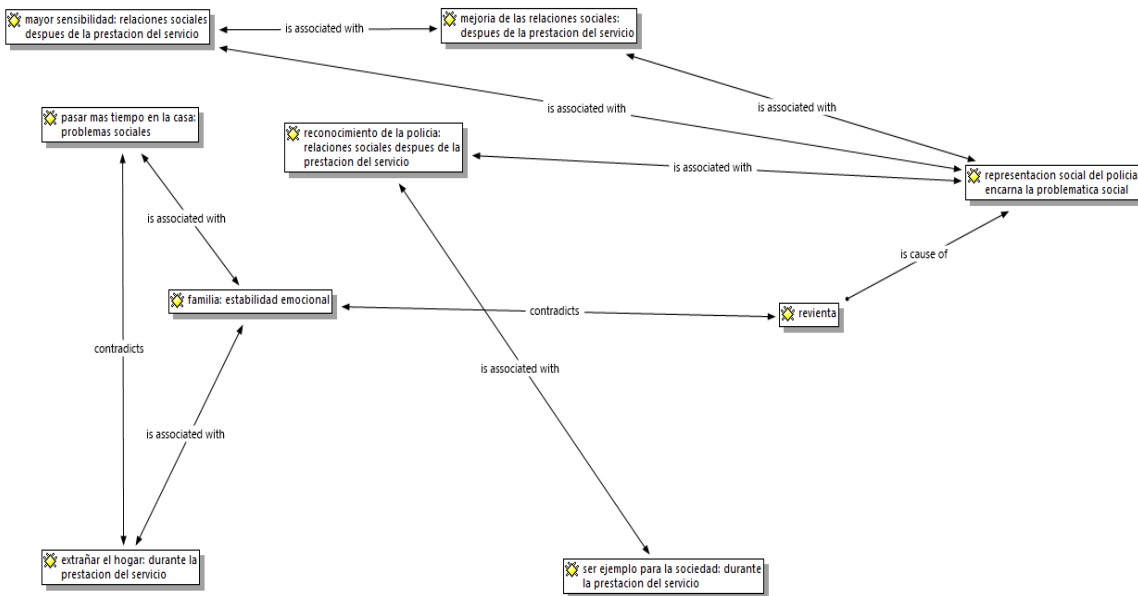 mayor sensibilidad: relaciones sociales
despues de la prestacion del servicio
is associated with
mejoria de las relaciones sociales:
despues de la prestacion del servicio
is associated with
is associated with
pasar mas tiempo en la casa:
problemas sociales
reconocimiento de la policia:
relaciones sociales despues de la
prestacion del servicio
is associated with
representacion social del policia:
encarna la problematica social
is associated with
is cause of
familia: estabilidad emocional
contradicts
revienta
contradicts
is associated with
is associated with
extrañar el hogar: durante la
prestacion del servicio
ser ejemplo para la sociedad: durante
la prestacion del servicio